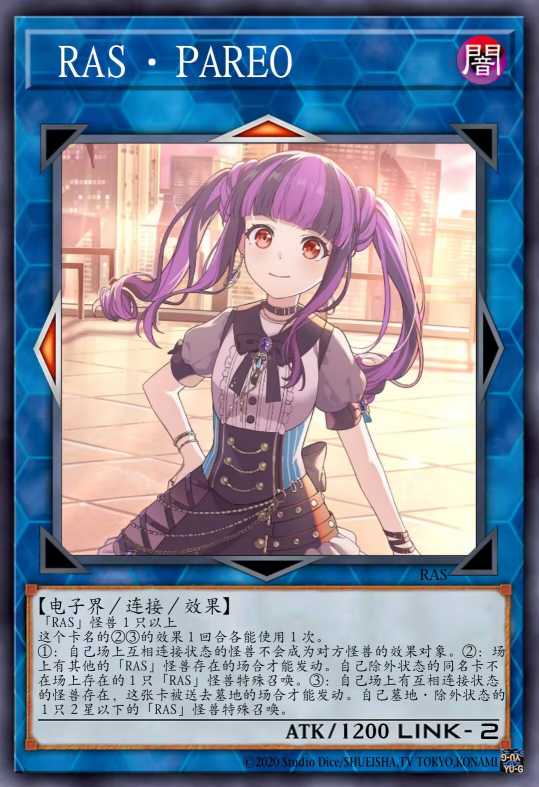 RAS・PAREO
闇
RAS
【电子界／连接／效果】
「RAS」怪兽1只以上
这个卡名的②③的效果1回合各能使用1次。
①：自己场上互相连接状态的怪兽不会成为对方怪兽的效果对象。②：场
上有其他的「RAS」怪兽存在的场合才能发动。自己除外状态的同名卡不
在场上存在的1只「RAS」怪兽特殊召唤。③：自己场上有互相连接状态
的怪兽存在，这张卡被送去墓地的场合才能发动。自己墓地·除外状态的
1只2星以下的「RAS」怪兽特殊召唤。
ATK/1200 LINK-2
©2020 Studio Dice/SHUEISHA,TV TOKYO,KONAMI